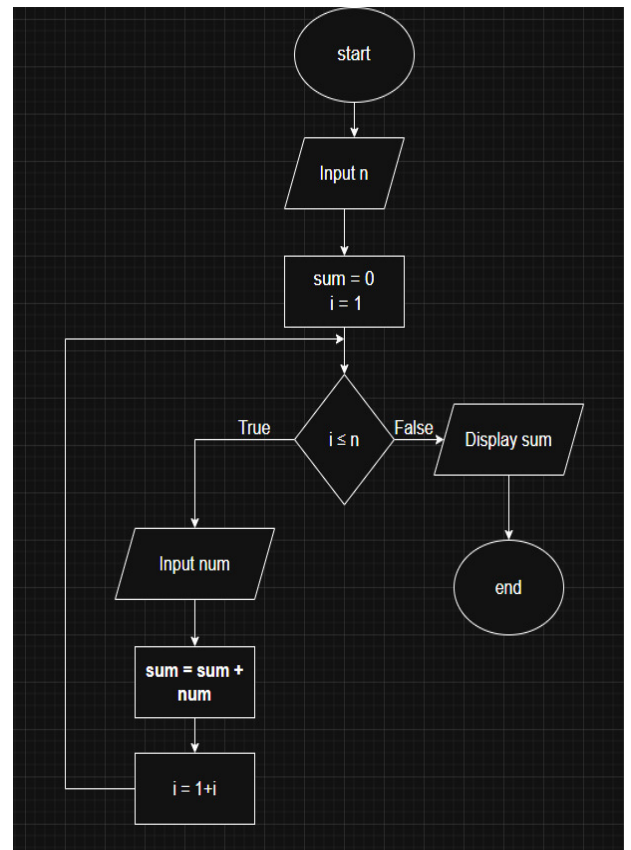 start
Input n
sum = 0
i = 1
True
i ≤ n
False
Display sum
Input num
end
sum = sum +
num
i = 1+i